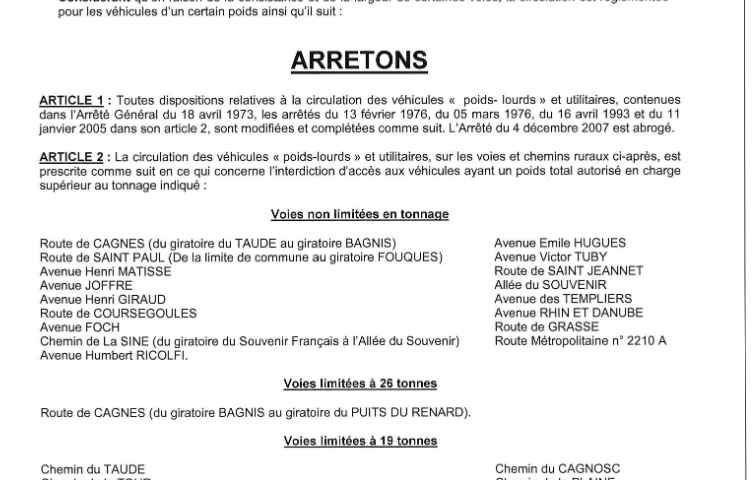 Considérant qu'en raison de la consistance et de la largeur de certaines voies, la circulation est réglementée
pour les véhicules d'un certain poids ainsi qu'il suit :
ARRETONS
ARTICLE 1 : Toutes dispositions relatives à la circulation des véhicules « poids- lourds » et utilitaires, contenues
dans l'Arrêté Général du 18 avril 1973, les arrêtés du 13 février 1976, du 05 mars 1976, du 16 avril 1993 et du 11
janvier 2005 dans son article 2, sont modifiées et complétées comme suit. L'Arrêté du 4 décembre 2007 est abrogé.
ARTICLE 2 : La circulation des véhicules « poids-lourds » et utilitaires, sur les voies et chemins ruraux ci-après, est
prescrite comme suit en ce qui concerne l'interdiction d'accès aux véhicules ayant un poids total autorisé en charge
supérieur au tonnage indiqué :
Voies non limitées en tonnage
Route de CAGNES (du giratoire du TAUDE au giratoire BAGNIS)
Route de SAINT PAUL (De la limite de commune au giratoire FOUQUES)
Avenue Henri MATISSE
Avenue JOFFRE
Avenue Henri GIRAUD
Route de COURSEGOULES
Avenue FOCH
Chemin de La SINE (du giratoire du Souvenir Français à l'Allée du Souvenir)
Avenue Humbert RICOLFI.
Avenue Emile HUGUES
Avenue Victor TUBY
Route de SAINT JEANNET
Allée du SOUVENIR
Avenue des TEMPLIERS
Avenue RHIN ET DANUBE
Route de GRASSE
Route Métropolitaine n° 2210 A
Voies limitées à 26 tonnes
Route de CAGNES (du giratoire BAGNIS au giratoire du PUITS DU RENARD).
Voies limitées à 19 tonnes
Chemin du TAUDE
Chemin du CAGNOSC